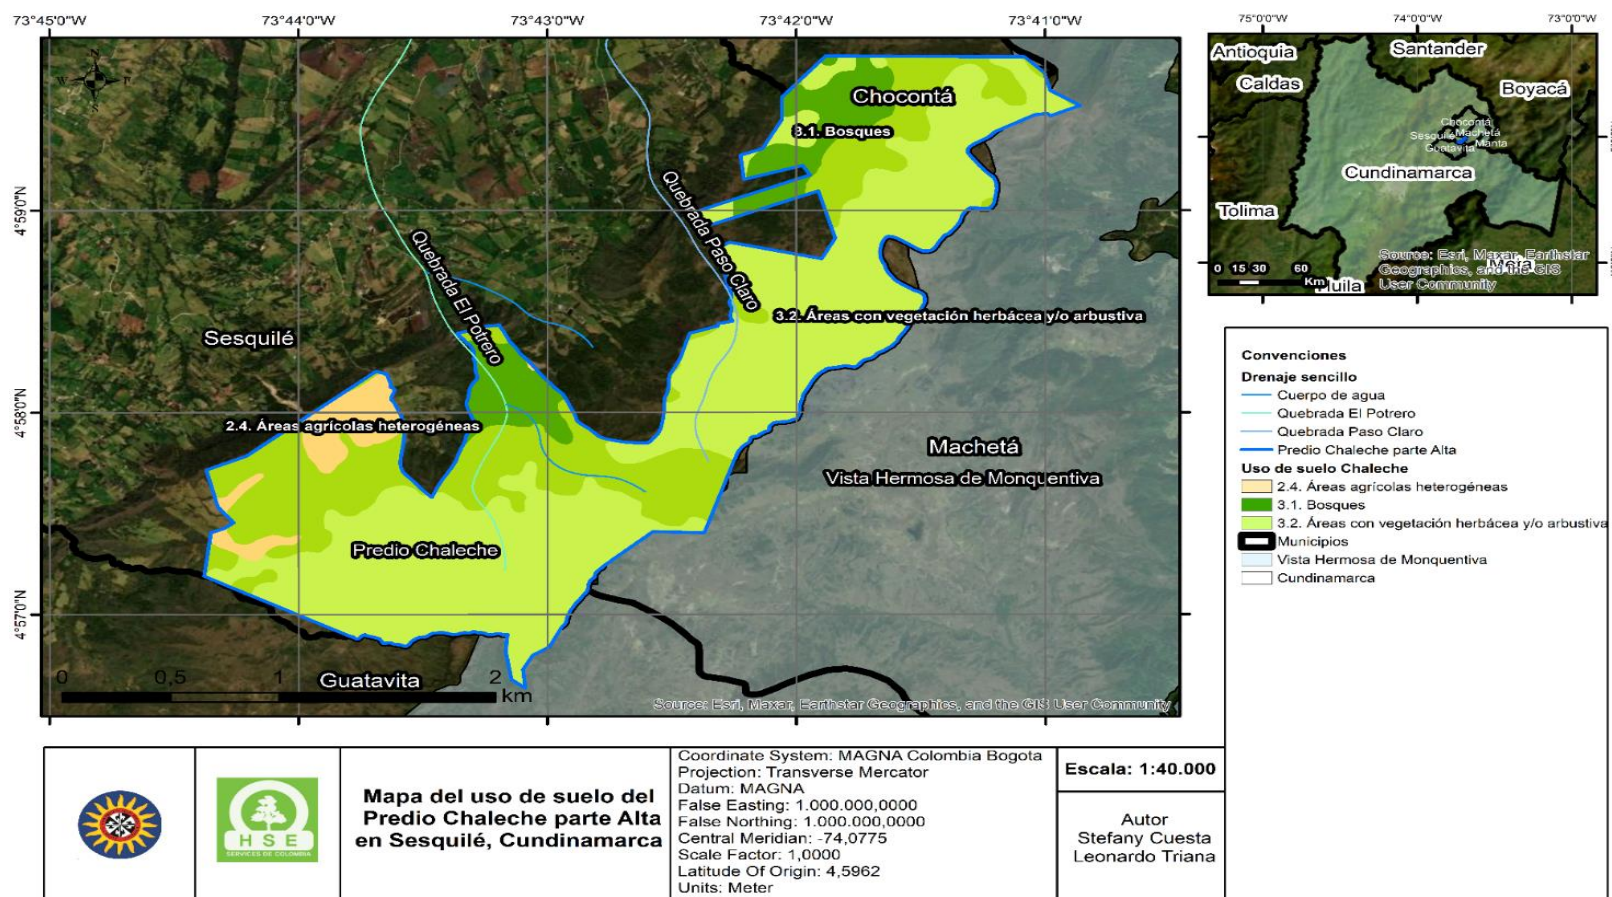 73°45'0"W
73°44'0"W
73°43'0"W
73°42'0"W
73°41'0"W
4°59'0"N
4°58'0"N
4°57'0"N
N
W
Chocontá
3.1. Bosques
Quebrada Paso Claro
Quebrada El Potrero
3.2. Áreas con vegetación herbácea y/o arbustiva
Sesquilé
2.4. Áreas agrícolas heterogéneas
Machetá
Vista Hermosa de Monquentiva
Predio Chaleche
Guatavita
0 0,5 1 2
km
Source: Esri, Maxar, Earthstar Geographics, and the GIS User Community
75°0'0"W
74°0'0"W
73°0'0"W
Antioquia
Santander
Caldas
Boyacá
Chocontá
Sesquilé
Machetá
Manta
Guatavita
Cundinamarca
Tolima
Meta
Huila
0 15 30 60
Km
Source: Esri, Maxar, Earthstar
Geographics, and the GIS
User Community
Convenciones
Drenaje sencillo
Cuerpo de agua
Quebrada El Potrero
Quebrada Paso Claro
Predio Chaleche parte Alta
Uso de suelo Chaleche
2.4. Áreas agrícolas heterogéneas
3.1. Bosques
3.2. Áreas con vegetación herbácea y/o arbustiva
Municipios
Vista Hermosa de Monquentiva
Cundinamarca
HSE
SERVICES DE COLOMBIA
Mapa del uso de suelo del
Predio Chaleche parte Alta
en Sesquilé, Cundinamarca
Coordinate System: MAGNA Colombia Bogota
Projection: Transverse Mercator
Datum: MAGNA
False Easting: 1.000.000,0000
False Northing: 1.000.000,0000
Central Meridian: -74,0775
Scale Factor: 1,0000
Latitude Of Origin: 4,5962
Units: Meter
Escala: 1:40.000
Autor
Stefany Cuesta
Leonardo Triana